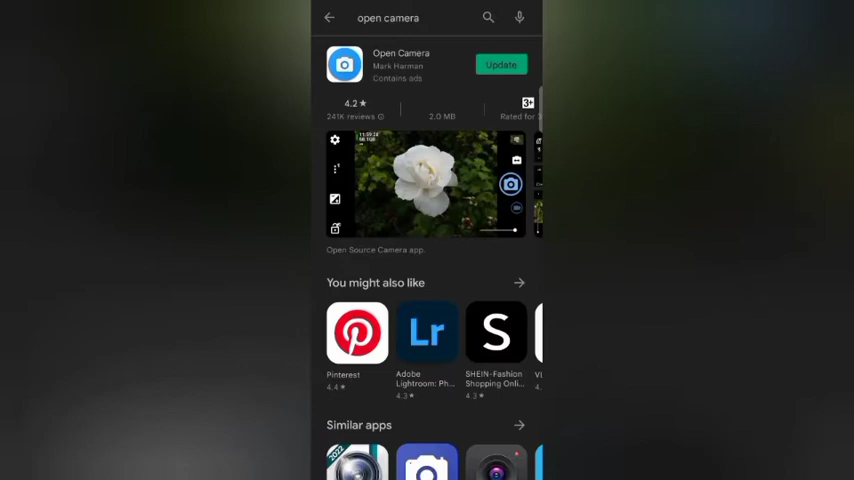 open camera
Open Camera
Mark Harman
Contains ads
Update
4.2★
241K reviews
2.0 MB
3+
Rated for
Open Source Camera app.
You might also like
Pinterest
4.4★
Lr
Adobe
Lightroom: Ph...
4.3★
S
SHEIN-Fashion
Shopping Onli...
4.3★
Similar apps
2022